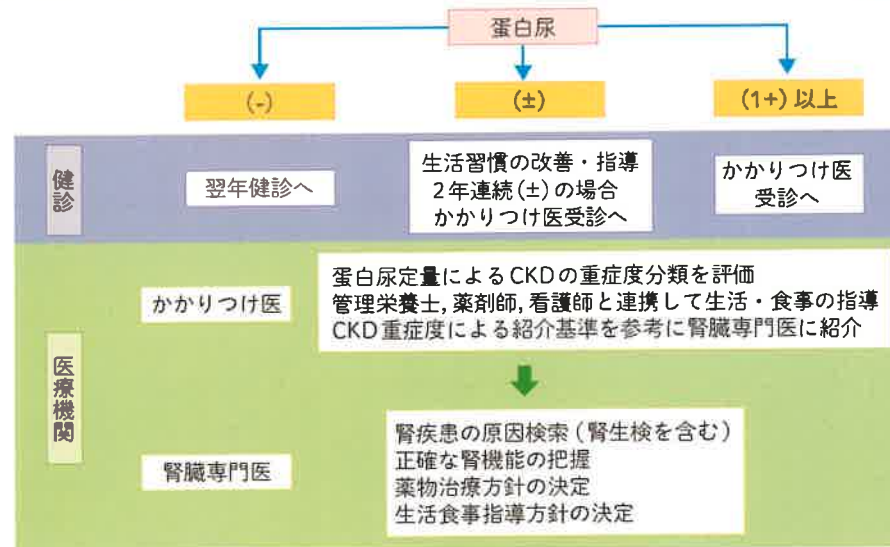 蛋白尿
(-)
(±)
(1+)以上
健診
翌年健診へ
生活習慣の改善・指導
2年連続(±)の場合
かかりつけ医受診へ
かかりつけ医
受診へ
医療機関
かかりつけ医
蛋白尿定量によるCKDの重症度分類を評価
管理栄養士,薬剤師,看護師と連携して生活・食事の指導
CKD重症度による紹介基準を参考に腎臓専門医に紹介
腎臓専門医
腎疾患の原因検索(腎生検を含む)
正確な腎機能の把握
薬物治療方針の決定
生活食事指導方針の決定